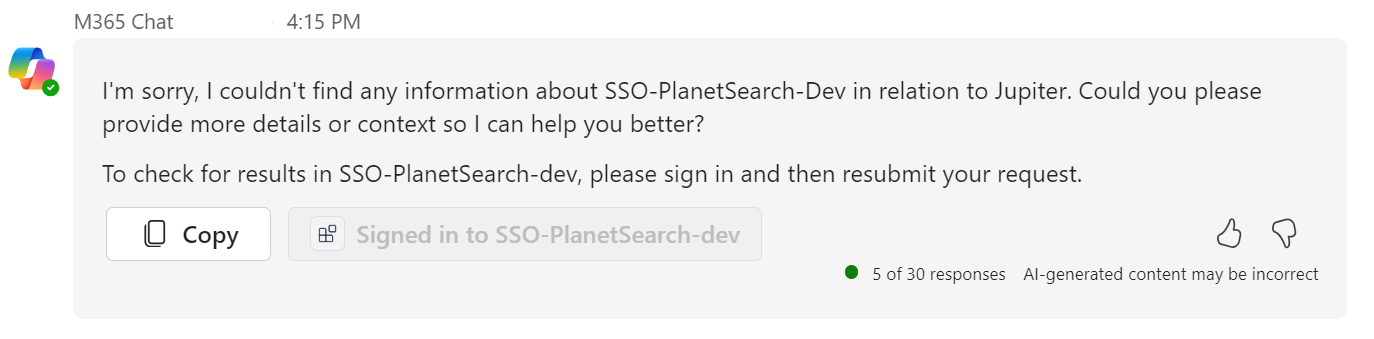 M365 Chat 4:15 PM
I'm sorry, I couldn't find any information about SSO-PlanetSearch-Dev in relation to Jupiter. Could you please
provide more details or context so I can help you better?
To check for results in SSO-PlanetSearch-dev, please sign in and then resubmit your request.
Copy Signed in to SSO-PlanetSearch-dev
5 of 30 responses AI-generated content may be incorrect